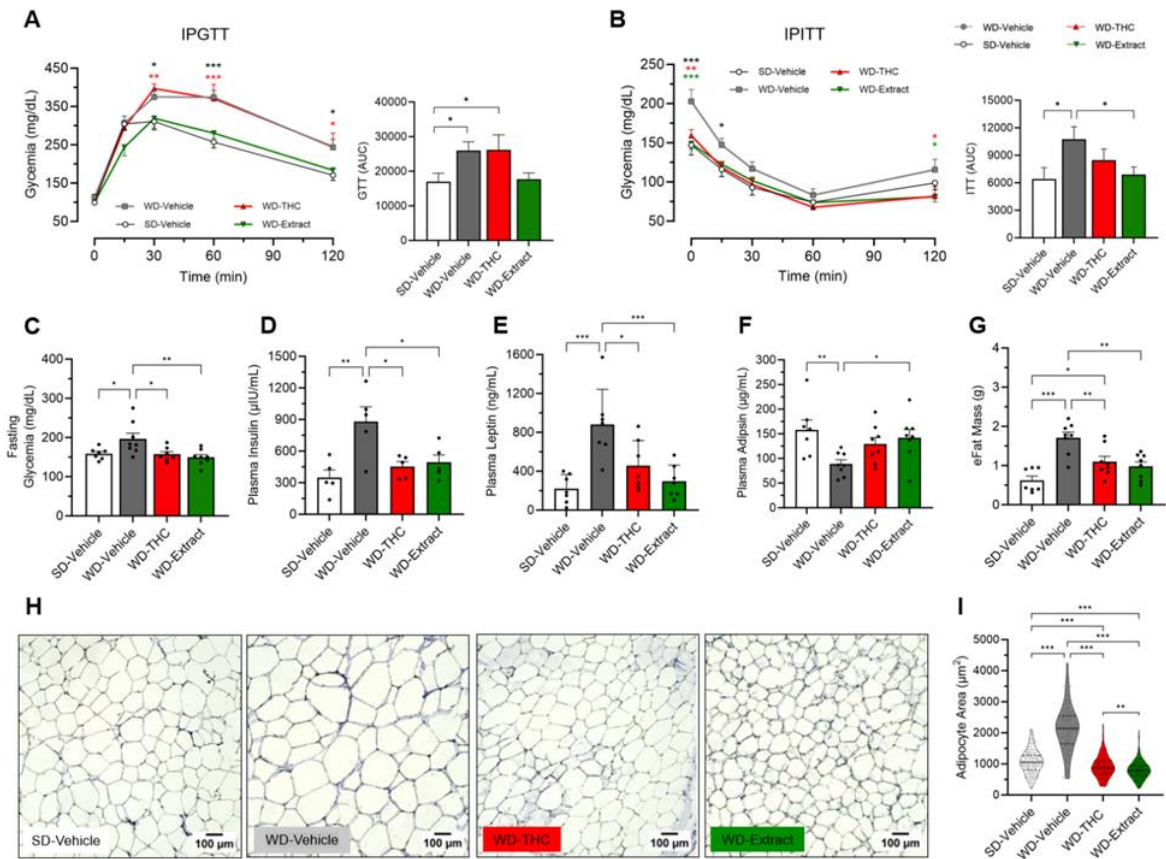 A
IPGTT
Glycemia (mg/dL)
450
350
250
150
50
* *** *
** *** *
WD-Vehicle WD-THC
SD-Vehicle WD-Extract
0 30 60 90 120
Time (min)
GTT (AUC)
40000
30000
20000
10000
0
*
*
SD-Vehicle WD-Vehicle WD-THC WD-Extract
B
IPITT
Glycemia (mg/dL)
250
200
150
100
50
***
**
***
*
*
*
SD-Vehicle WD-THC
WD-Vehicle WD-Extract
0 30 60 90 120
Time (min)
WD-Vehicle WD-THC
SD-Vehicle WD-Extract
ITT (AUC)
15000
12000
9000
6000
3000
0
* *
SD-Vehicle WD-Vehicle WD-THC WD-Extract
C
Fasting
Glycemia (mg/dL)
400
300
200
100
0
**
* *
SD-Vehicle WD-Vehicle WD-THC WD-Extract
D
Plasma Insulin (µIU/mL)
1500
1200
900
600
300
0
*
** *
SD-Vehicle WD-Vehicle WD-THC WD-Extract
E
Plasma Leptin (ng/mL)
1600
1200
800
400
0
***
*** *
SD-Vehicle WD-Vehicle WD-THC WD-Extract
F
Plasma Adipsin (µg/mL)
300
250
200
150
100
50
0
** *
SD-Vehicle WD-Vehicle WD-THC WD-Extract
G
eFat Mass (g)
4
3
2
1
0
**
*
*** **
SD-Vehicle WD-Vehicle WD-THC WD-Extract
H
SD-Vehicle
100 µm
WD-Vehicle
100 µm
WD-THC
100 µm
WD-Extract
100 µm
I
Adipocyte Area (µm²)
5000
4000
3000
2000
1000
0
***
***
***
*** ***
**
SD-Vehicle WD-Vehicle WD-THC WD-Extract